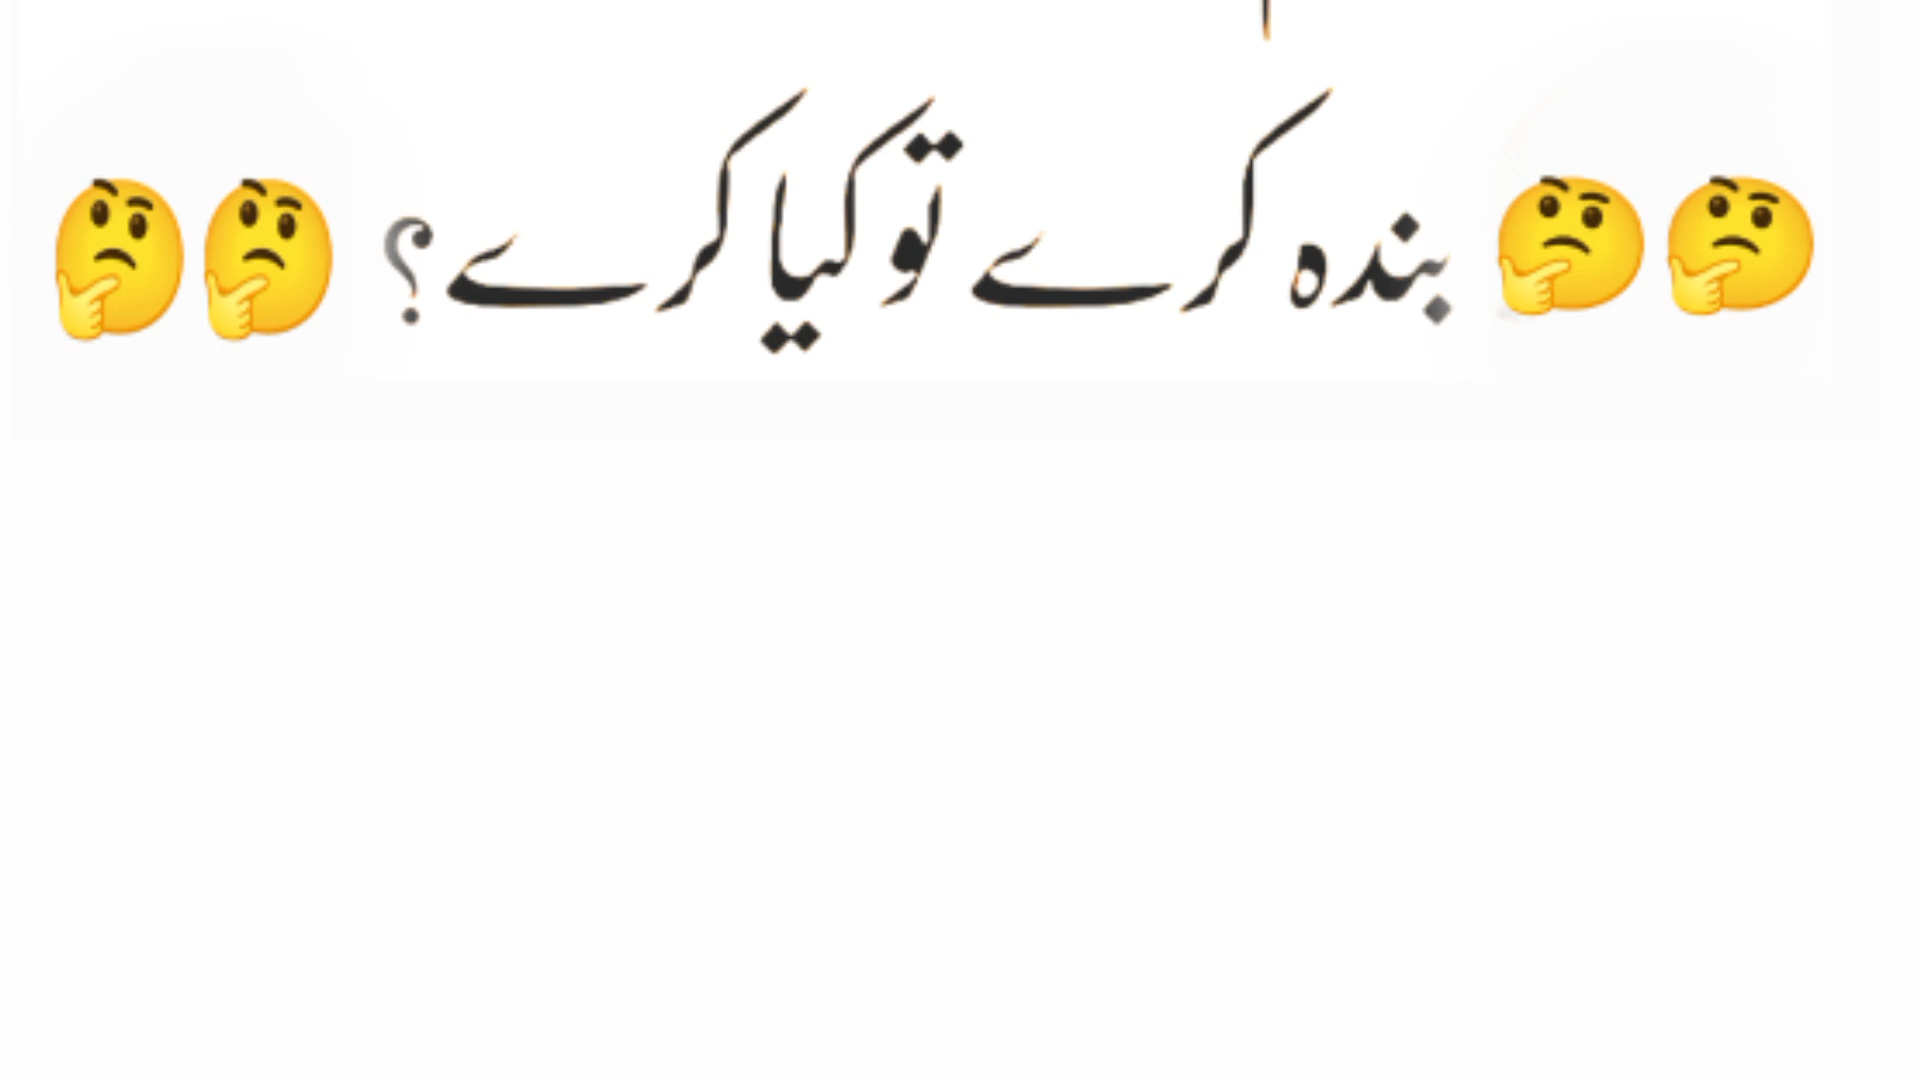 🤔🤔 بندہ کرے تو کیا کرے؟ 🤔🤔